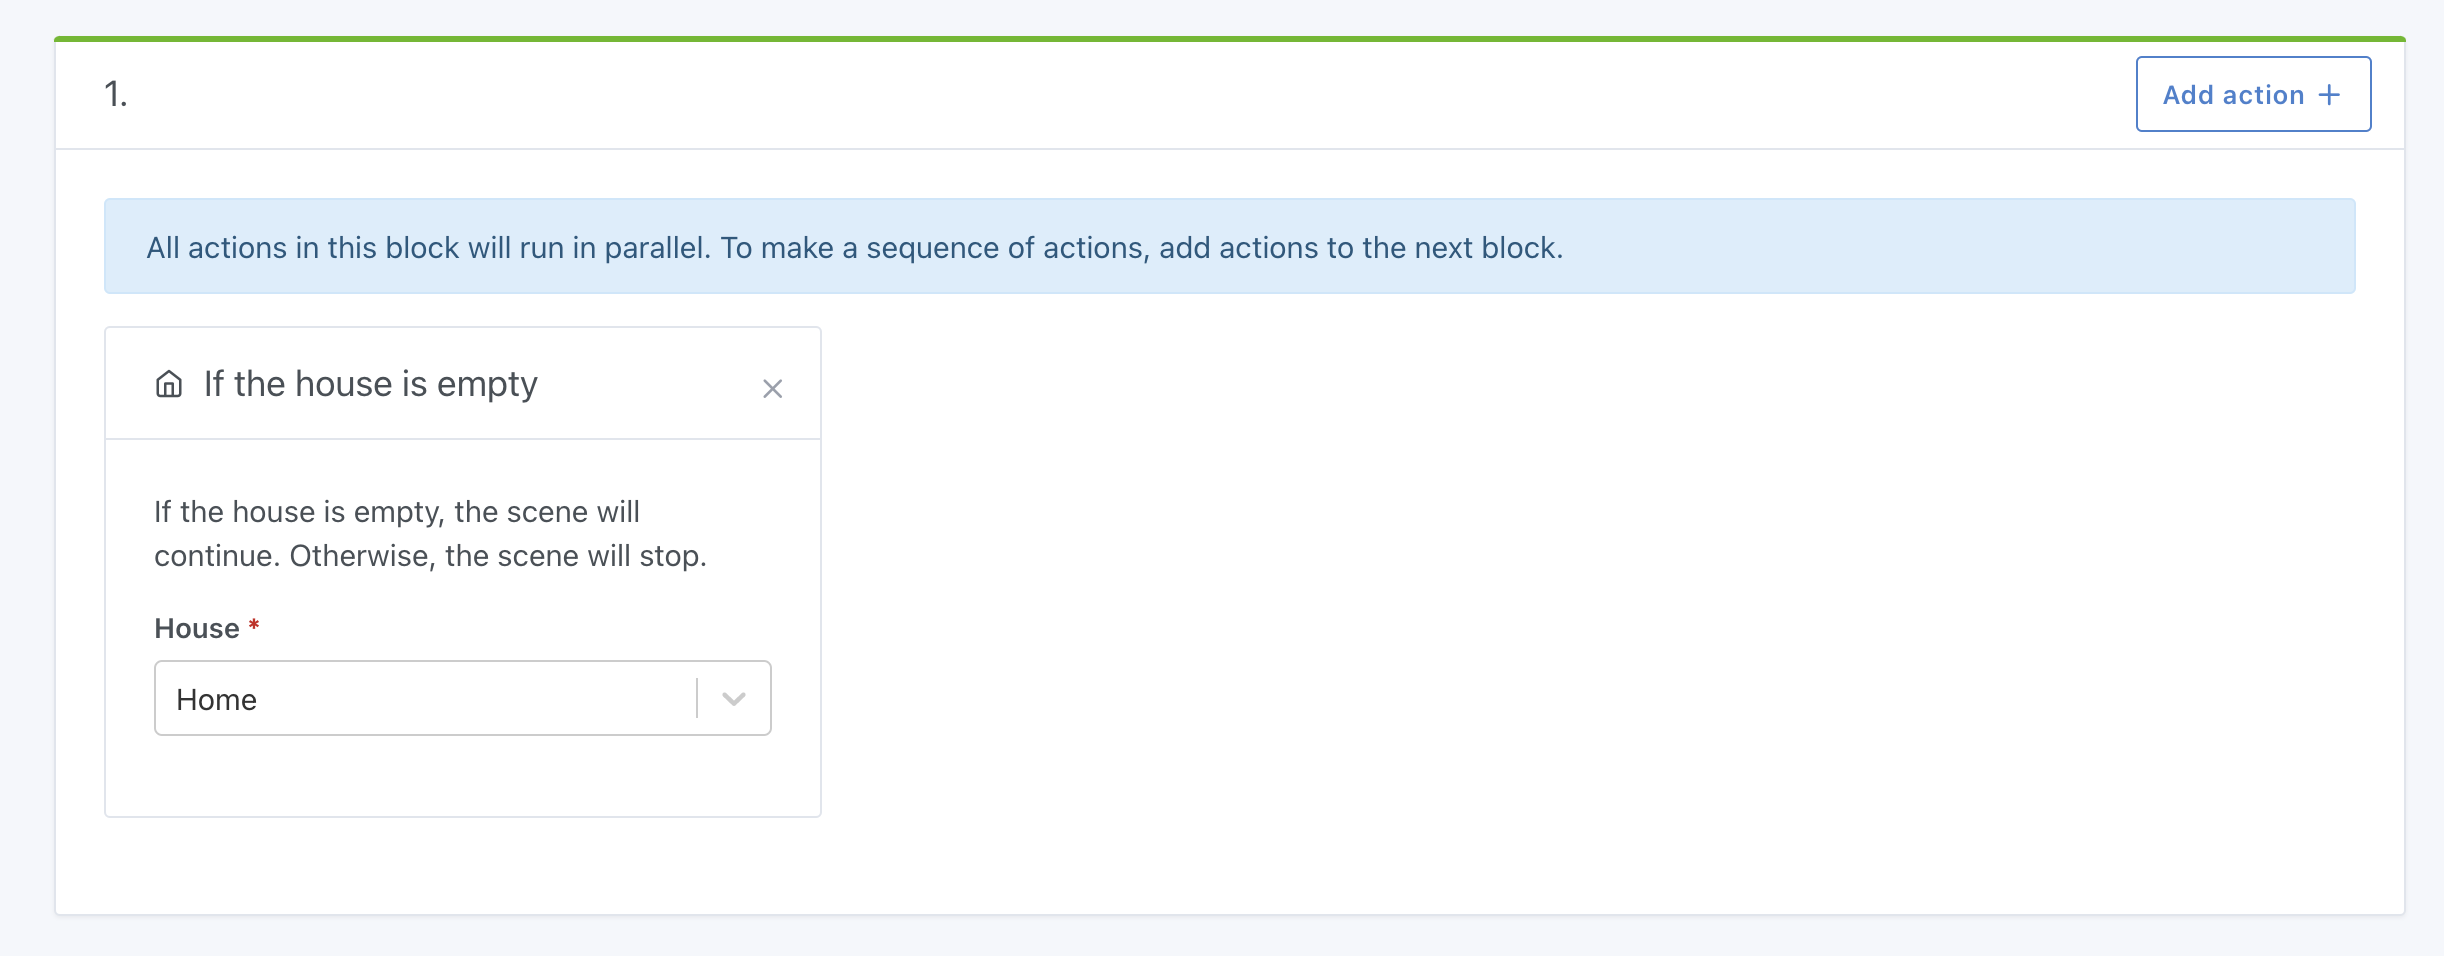 1.
Add action +
All actions in this block will run in parallel. To make a sequence of actions, add actions to the next block.
If the house is empty
If the house is empty, the scene will
continue. Otherwise, the scene will stop.
House *
Home